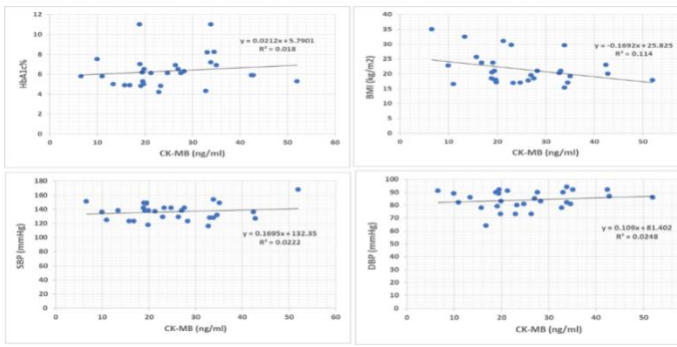 HbA1c%
12
10
8
6
4
2
0
y = 0.0212x + 5.7901
R² = 0.018
0 10 20 30 40 50 60
CK-MB (ng/ml)
BMI (kg/m2)
40
35
30
25
20
15
10
5
0
y = -0.1692x + 25.825
R² = 0.114
0 10 20 30 40 50
CK-MB (ng/ml)
SBP (mmHg)
180
160
140
120
100
80
60
40
20
0
y = 0.1695x + 132.35
R² = 0.0222
0 10 20 30 40 50 60
CK-MB (ng/ml)
DBP (mmHg)
100
90
80
70
60
50
40
30
20
10
0
y = 0.109x + 81.402
R² = 0.0248
0 10 20 30 40 50 60
CK-MB (ng/ml)